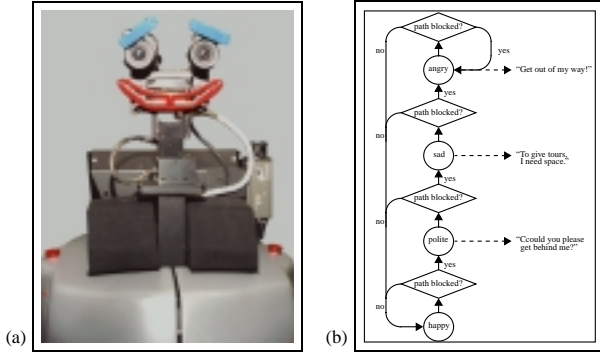 (a)
(b)
path blocked?
no
yes
angry
"Get out of my way!"
yes
path blocked?
no
sad
"To give tours,
I need space."
yes
path blocked?
no
polite
"Ccould you please
get behind me?"
yes
path blocked?
no
happy